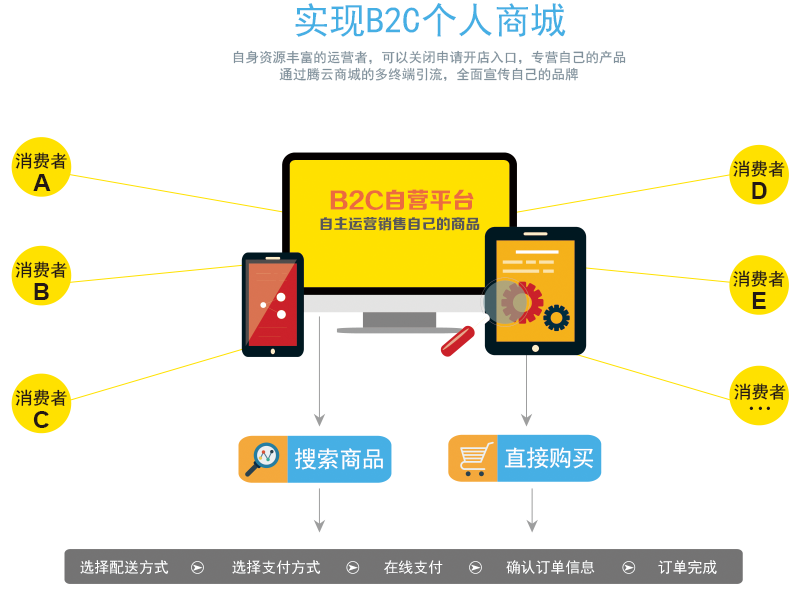 实现B2C个人商城
自身资源丰富的运营者，可以关闭申请开店入口，专营自己的产品
通过腾云商城的多终端引流，全面宣传自己的品牌
消费者
A
消费者
B
消费者
C
B2C自营平台
自主运营销售自己的商品
消费者
D
消费者
E
消费者
...
搜索商品
直接购买
选择配送方式
选择支付方式
在线支付
确认订单信息
订单完成